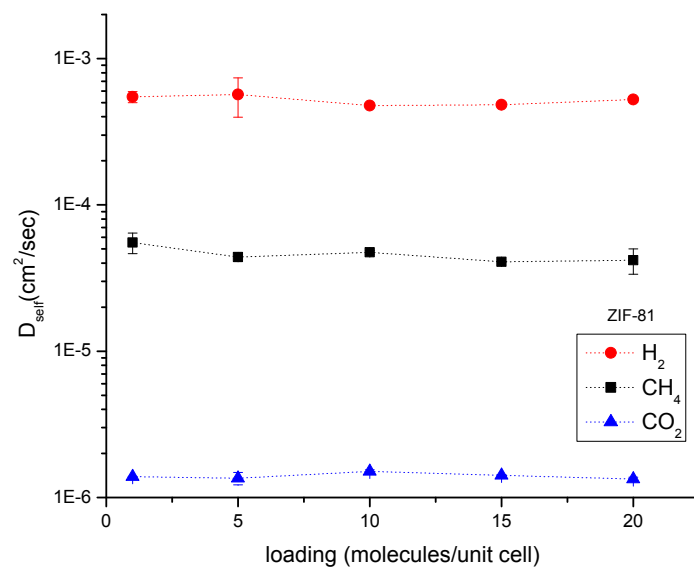 1E-3
1E-4
1E-5
1E-6
D_self(cm²/sec)
ZIF-81
H₂
CH₄
CO₂
0 5 10 15 20
loading (molecules/unit cell)